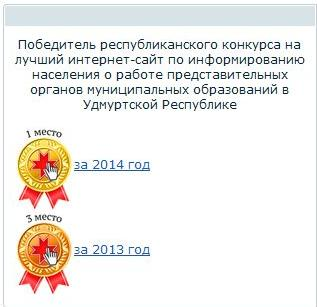 Победитель республиканского конкурса на
лучший интернет-сайт по информированию
населения о работе представительных
органов муниципальных образований в
Удмуртской Республике
1 место
за 2014 год
3 место
за 2013 год